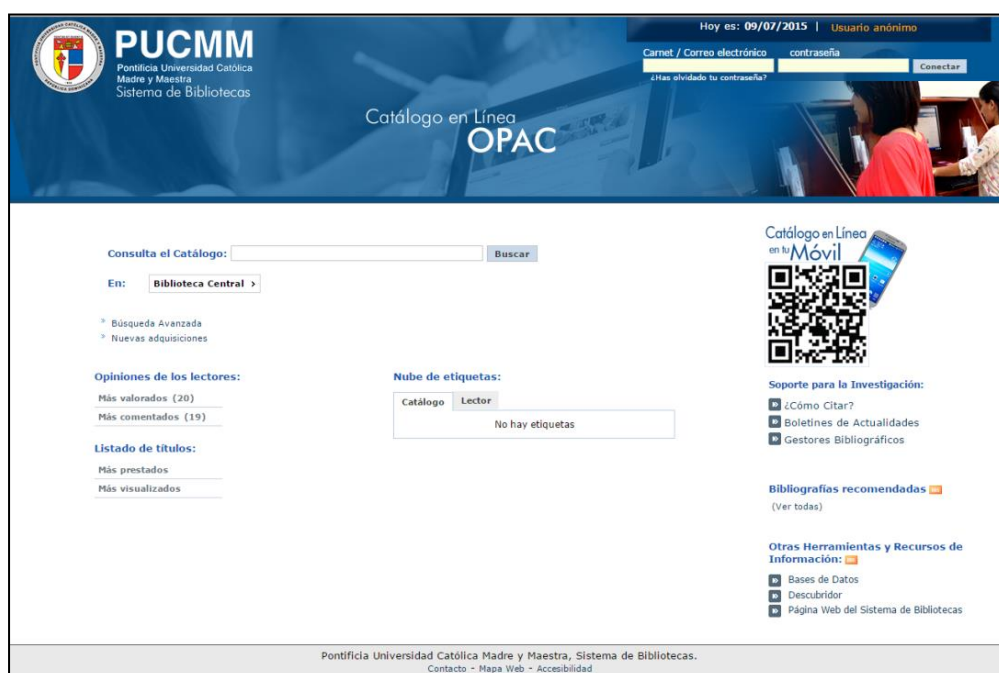 PUCMM
Pontificia Universidad Católica
Madre y Maestra
Sistema de Bibliotecas
Hoy es: 09/07/2015 | Usuario anónimo
Carnet / Correo electrónico contraseña
Conectar
¿Has olvidado tu contraseña?
Catálogo en Línea
OPAC
Consulta el Catálogo: Buscar
En: Biblioteca Central ›
Búsqueda Avanzada
Nuevas adquisiciones
Opiniones de los lectores:
Más valorados (20)
Más comentados (19)
Listado de títulos:
Más prestados
Más visualizados
Nube de etiquetas:
Catálogo Lector
No hay etiquetas
Catálogo en Línea
en tu Móvil
Soporte para la Investigación:
¿Cómo Citar?
Boletines de Actualidades
Gestores Bibliográficos
Bibliografías recomendadas
(Ver todas)
Otras Herramientas y Recursos de
Información:
Bases de Datos
Descubridor
Página Web del Sistema de Bibliotecas
Pontificia Universidad Católica Madre y Maestra, Sistema de Bibliotecas.
Contacto - Mapa Web - Accesibilidad